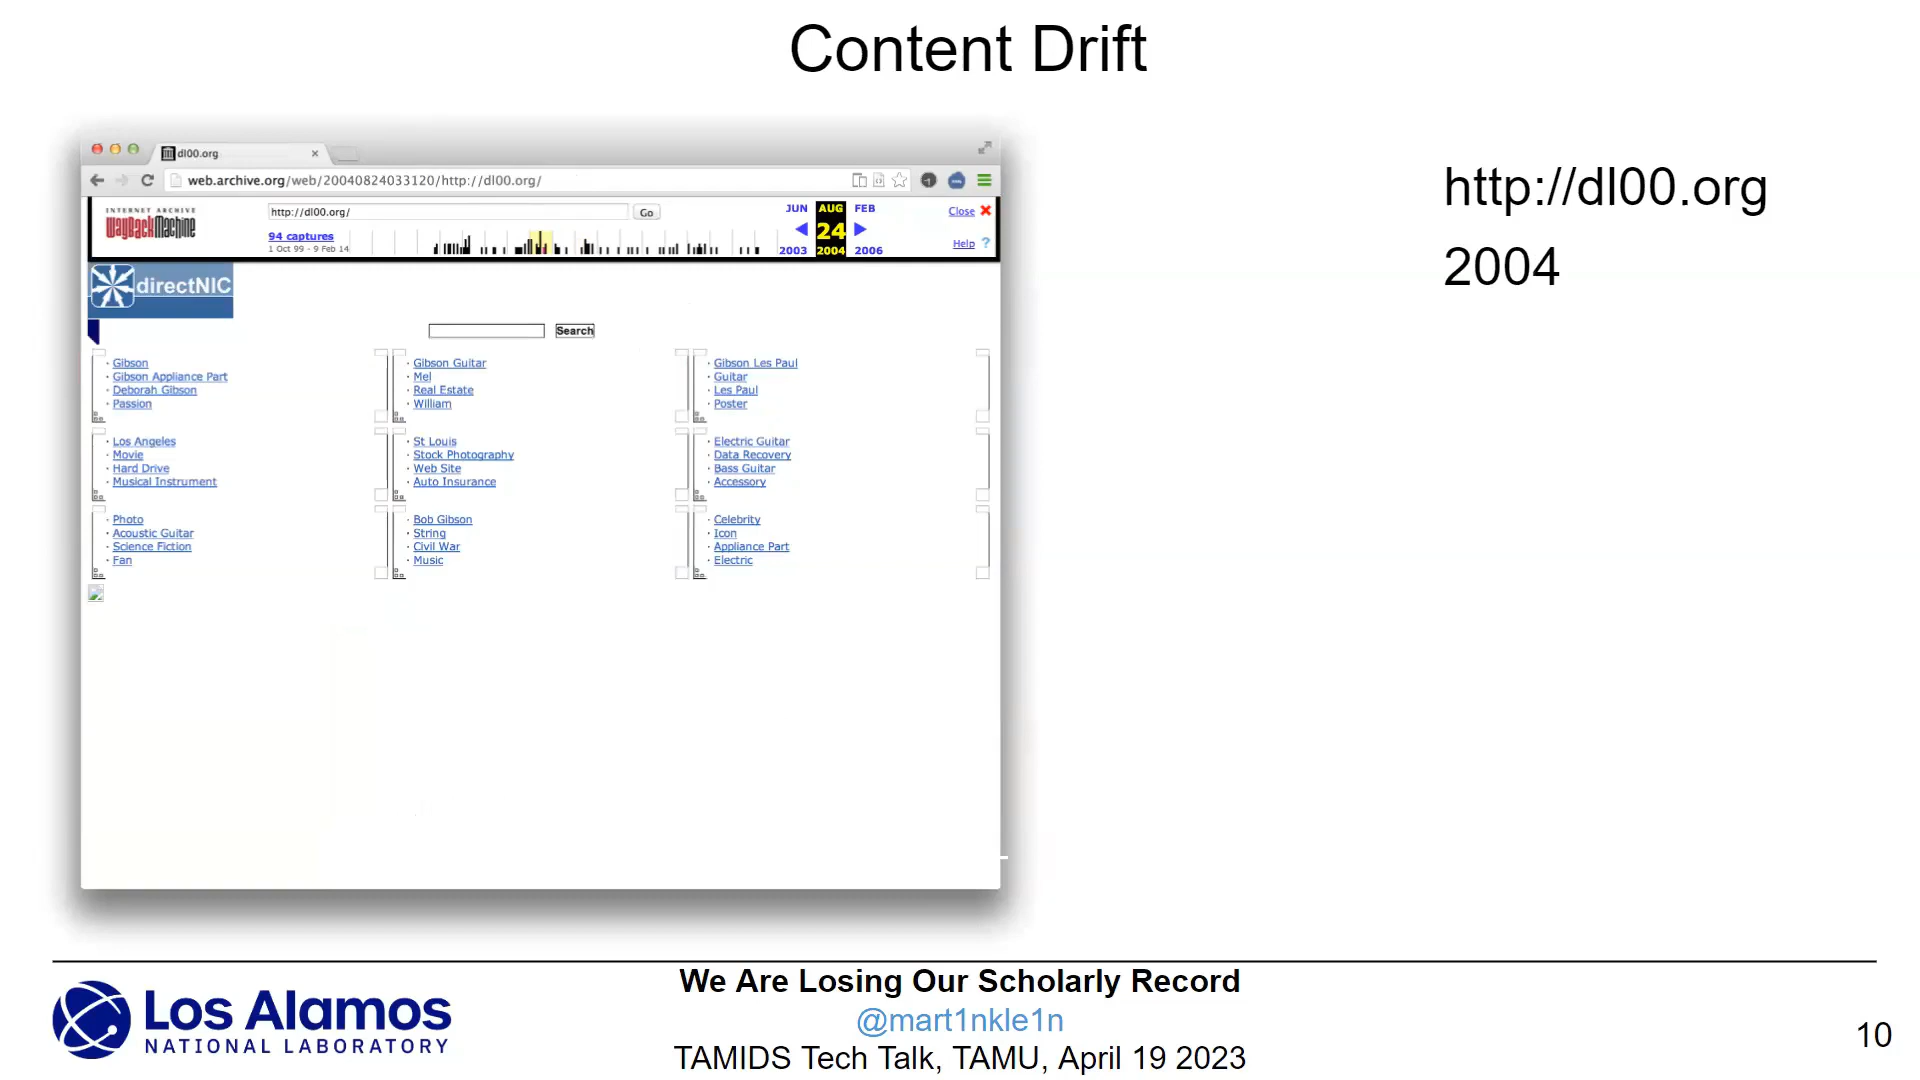 Content Drift
dl00.org
web.archive.org/web/20040824033120/http://dl00.org/
INTERNET ARCHIVE
WayBackMachine
http://dl00.org/
Go
94 captures
1 Oct 99 - 9 Feb 14
JUN AUG FEB
24
2003 2004 2006
Close
Help ?
directNIC
Search
Gibson
Gibson Appliance Part
Deborah Gibson
Passion
Gibson Guitar
Mel
Real Estate
William
Gibson Les Paul
Guitar
Les Paul
Poster
Los Angeles
Movie
Hard Drive
Musical Instrument
St Louis
Stock Photography
Web Site
Auto Insurance
Electric Guitar
Data Recovery
Bass Guitar
Accessory
Photo
Acoustic Guitar
Science Fiction
Fan
Bob Gibson
String
Civil War
Music
Celebrity
Icon
Appliance Part
Electric
http://dl00.org
2004
Los Alamos
NATIONAL LABORATORY
We Are Losing Our Scholarly Record
@mart1nkle1n
TAMIDS Tech Talk, TAMU, April 19 2023
10